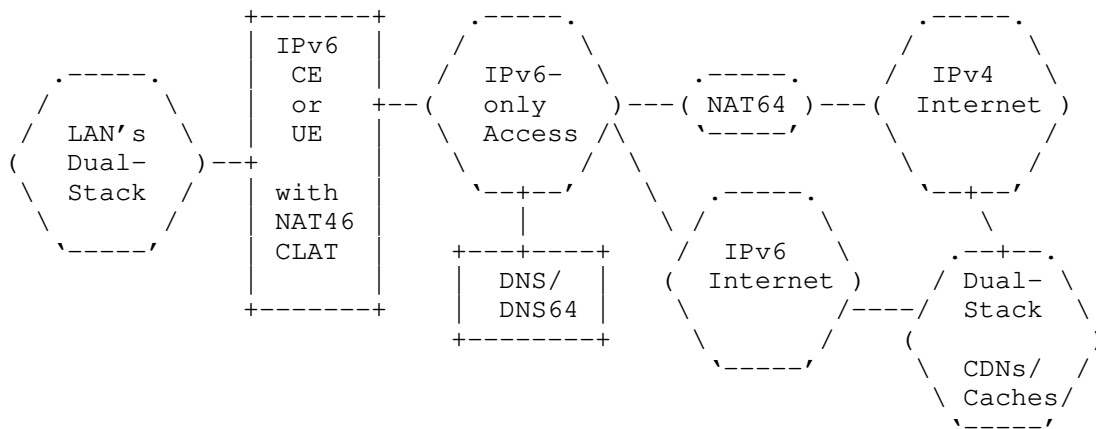 IPv6
CE
or
UE
with
NAT46
CLAT
LAN's
Dual-
Stack
IPv6-
only
Access
DNS/
DNS64
NAT64
IPv4
Internet
IPv6
Internet
Dual-
Stack
CDNs/
Caches